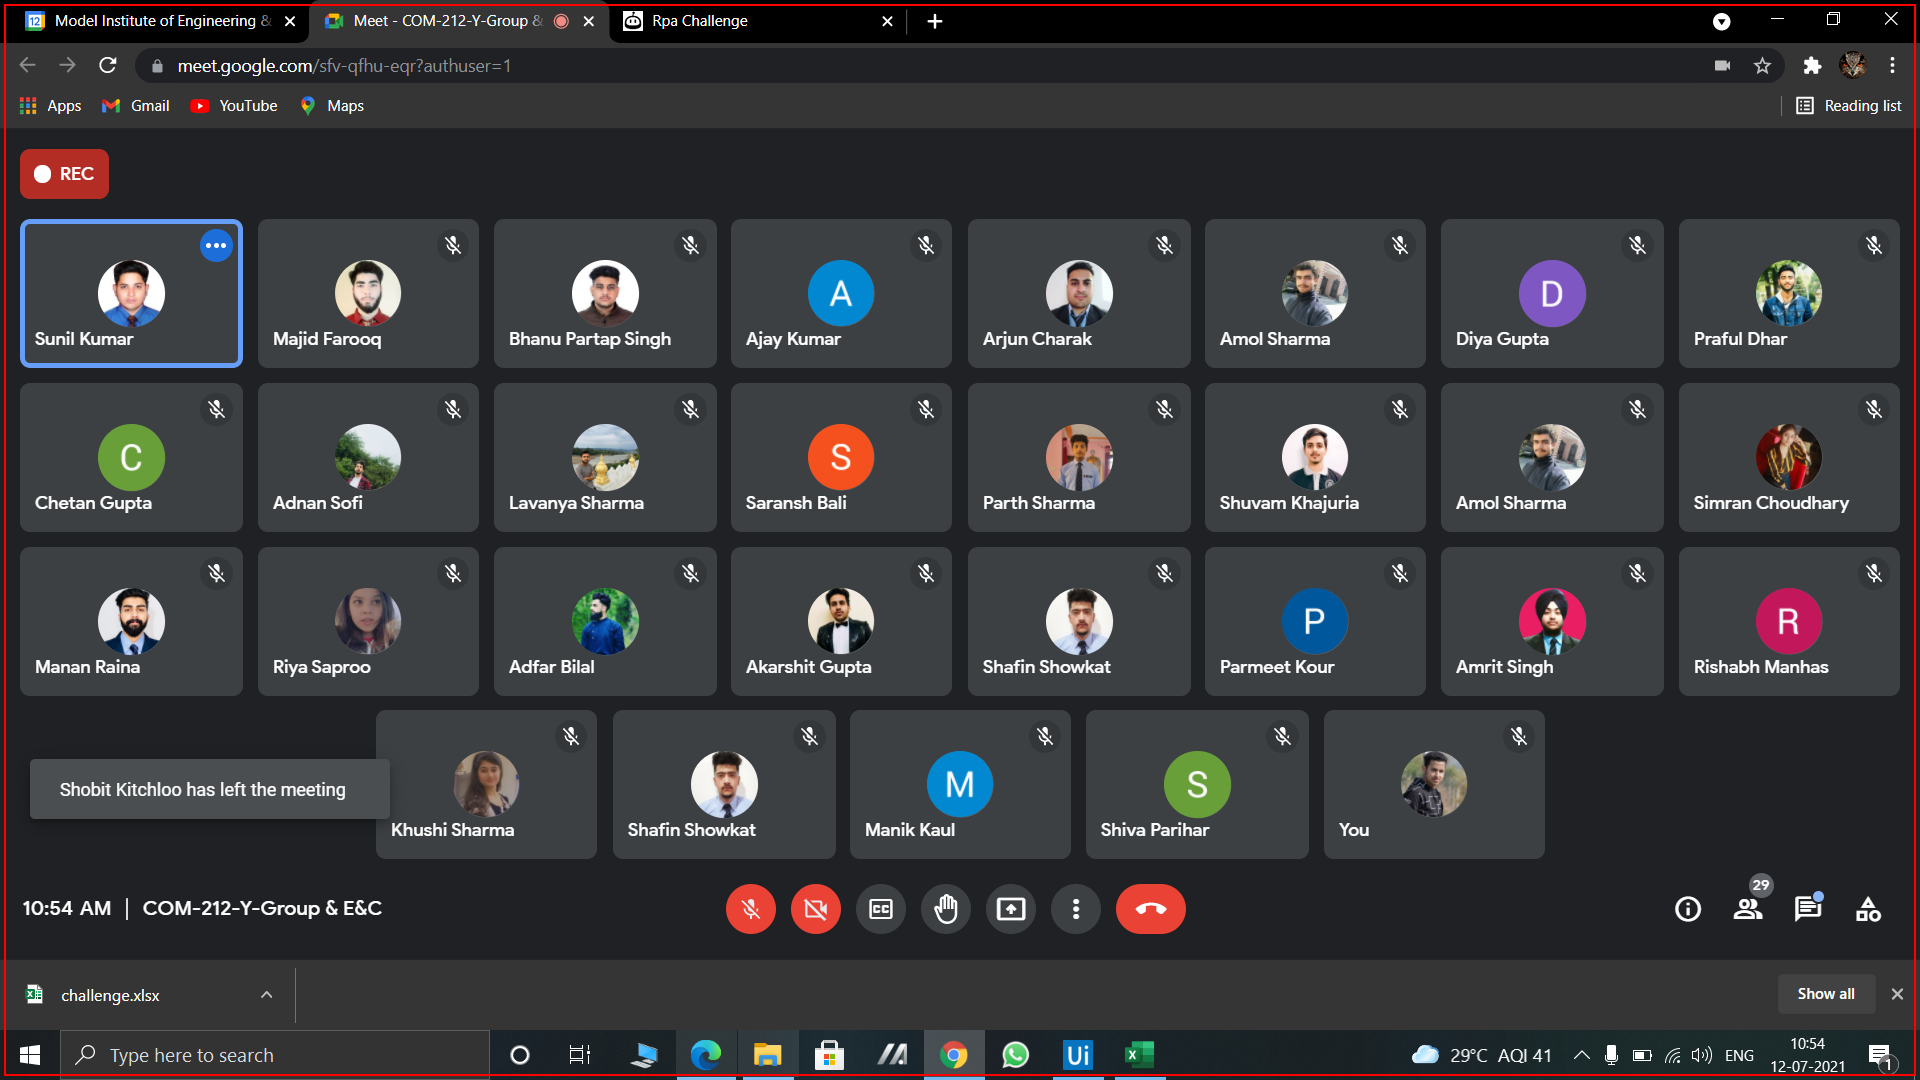 Model Institute of Engineering &
Meet - COM-212-Y-Group &
Rpa Challenge
meet.google.com/sfv-qfhu-eqr?authuser=1
Apps
Gmail
YouTube
Maps
Reading list
REC
Sunil Kumar
Majid Farooq
Bhanu Partap Singh
A
Ajay Kumar
Arjun Charak
Amol Sharma
D
Diya Gupta
Praful Dhar
C
Chetan Gupta
Adnan Sofi
Lavanya Sharma
S
Saransh Bali
Parth Sharma
Shuvam Khajuria
Amol Sharma
Simran Choudhary
Manan Raina
Riya Saproo
Adfar Bilal
Akarshit Gupta
Shafin Showkat
P
Parmeet Kour
Amrit Singh
R
Rishabh Manhas
Shobit Kitchloo has left the meeting
Khushi Sharma
Shafin Showkat
M
Manik Kaul
S
Shiva Parihar
You
10:54 AM | COM-212-Y-Group & E&C
CC
29
challenge.xlsx
Show all
Type here to search
Ui
29°C AQI 41
ENG
10:54
12-07-2021
1